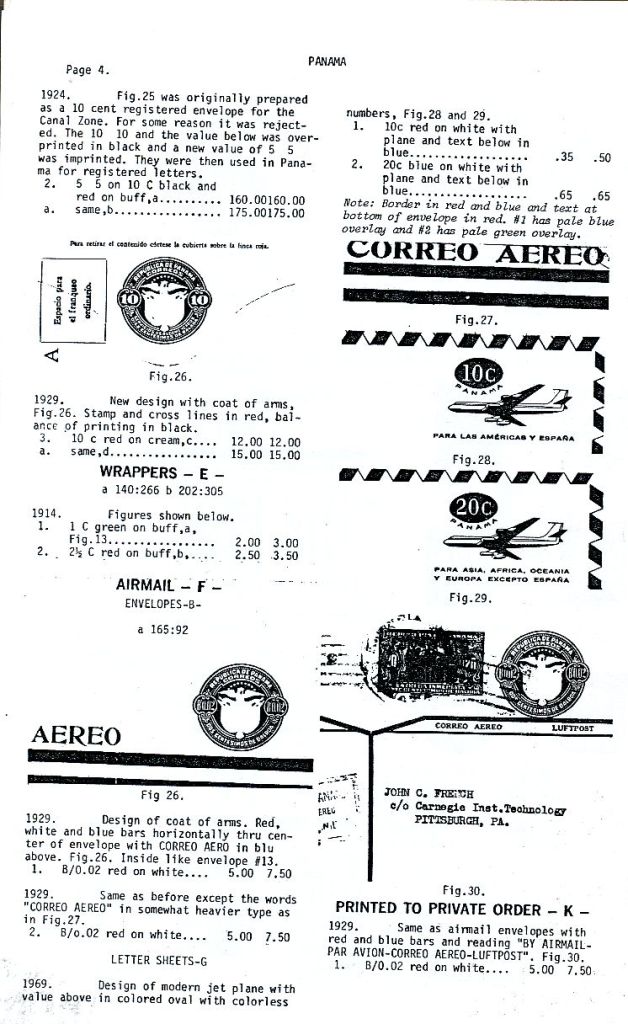 PANAMA
Page 4.
1924. Fig.25 was originally prepared
as a 10 cent registered envelope for the
Canal Zone. For some reason it was reject-
ed. The 10 10 and the value below was over-
printed in black and a new value of 5 5
was imprinted. They were then used in Pana-
ma for registered letters.
2. 5 5 on 10 C black and
red on buff,a.......... 160.00160.00
a. same,b................. 175.00175.00
Para retirar el contenido córtese la cubierta sobre la linea roja.
Espacio para
el franqueo
ordinario.
A
REPUBLICA DE PANAMA
10 10
Fig.26.
1929. New design with coat of arms,
Fig.26. Stamp and cross lines in red, bal-
ance of printing in black.
3. 10 c red on cream,c.... 12.00 12.00
a. same,d................. 15.00 15.00
WRAPPERS – E –
a 140:266 b 202:305
1914. Figures shown below.
1. 1 C green on buff,a,
Fig.13................. 2.00 3.00
2. 2½ C red on buff,b,.... 2.50 3.50
AIRMAIL – F –
ENVELOPES-B-
a 165:92
REPUBLICA DE PANAMA
AEREO
Fig 26.
1929. Design of coat of arms. Red,
white and blue bars horizontally thru cen-
ter of envelope with CORREO AERO in blu
above. Fig.26. Inside like envelope #13.
1. B/0.02 red on white.... 5.00 7.50
1929. Same as before except the words
"CORREO AEREO" in somewhat heavier type as
in Fig.27.
2. B/o.02 red on white.... 5.00 7.50
LETTER SHEETS-G
1969. Design of modern jet plane with
value above in colored oval with colorless
numbers, Fig.28 and 29.
1. 10c red on white with
plane and text below in
blue................... .35 .50
2. 20c blue on white with
plane and text below in
blue................... .65 .65
Note: Border in red and blue and text at
bottom of envelope in red. #1 has pale blue
overlay and #2 has pale green overlay.
CORREO AEREO
Fig.27.
10c
PANAMA
PARA LAS AMÉRICAS Y ESPAÑA
Fig.28.
20c
PANAMA
PARA ASIA, AFRICA, OCEANIA
Y EUROPA EXCEPTO ESPAÑA
Fig.29.
REPUBLICA DE PANAMA
CORREO AEREO LUFTPOST
JOHN C. FRENCH
c/o Carnegie Inst.Technology
PITTSBURGH, PA.
Fig.30.
PRINTED TO PRIVATE ORDER – K –
1929. Same as airmail envelopes with
red and blue bars and reading "BY AIRMAIL-
PAR AVION-CORREO AEREO-LUFTPOST". Fig.30.
1. B/0.02 red on white.... 5.00 7.50